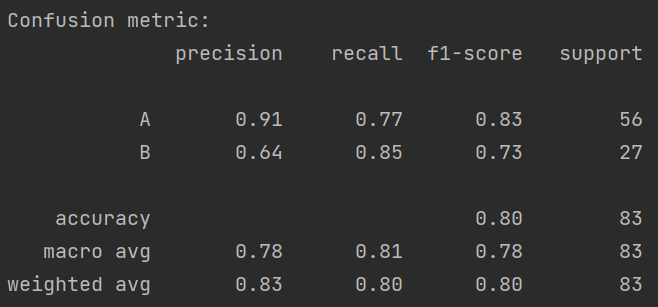 Confusion metric:
precision recall f1-score support
A 0.91 0.77 0.83 56
B 0.64 0.85 0.73 27
accuracy 0.80 83
macro avg 0.78 0.81 0.78 83
weighted avg 0.83 0.80 0.80 83